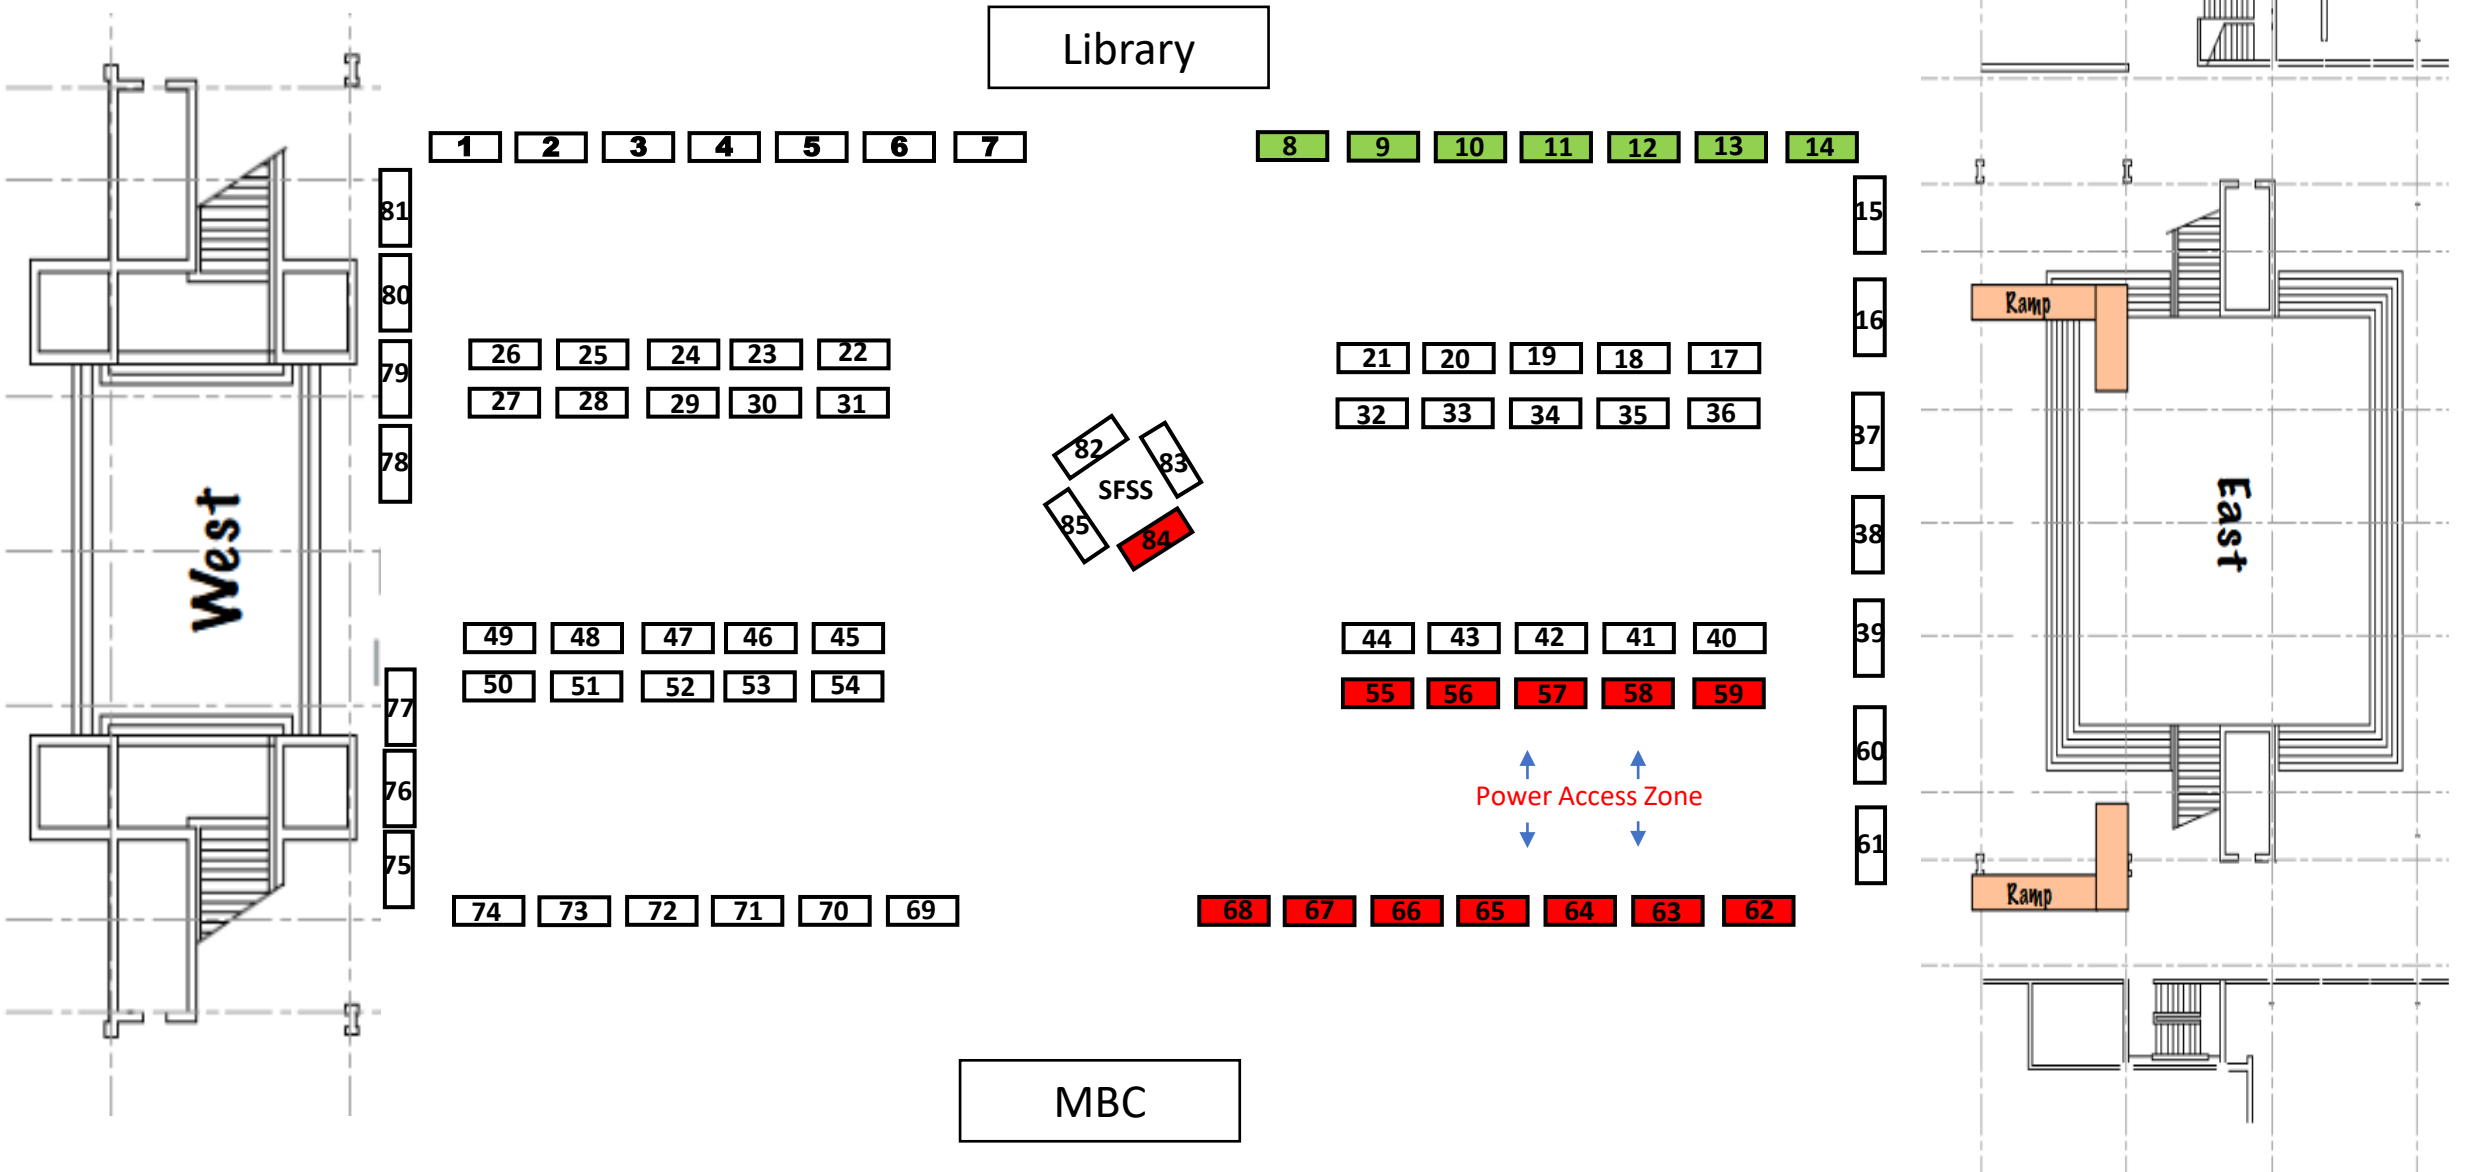 Library
1 2 3 4 5 6 7 8 9 10 11 12 13 14
81 15
80 16
Ramp
26 25 24 23 22 21 20 19 18 17
79
27 28 29 30 31 32 33 34 35 36
78 82 83 37
SFSS
85 84 38
West
East
49 48 47 46 45 44 43 42 41 40 39
50 51 52 53 54 55 56 57 58 59
77 60
76
Power Access Zone
75 61
Ramp
74 73 72 71 70 69 68 67 66 65 64 63 62
MBC